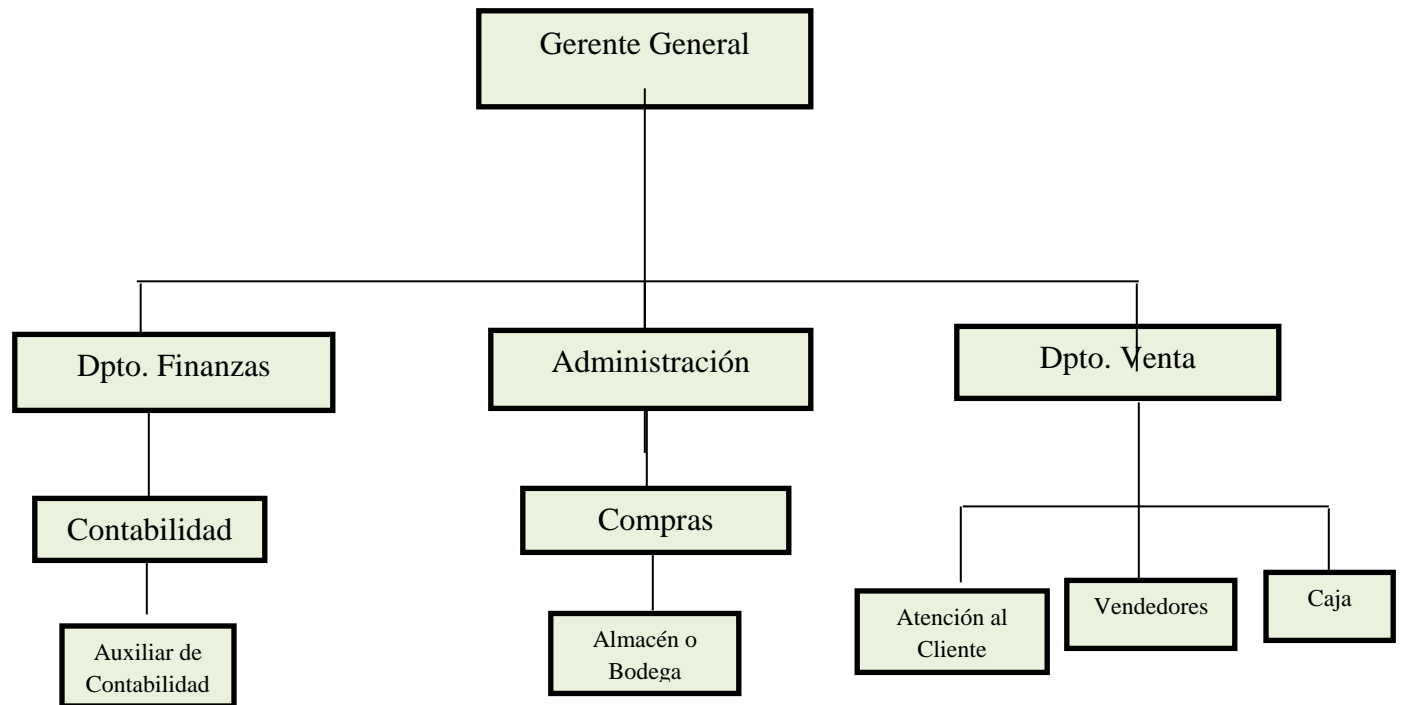 Gerente General
Dpto. Finanzas
Administración
Dpto. Venta
Contabilidad
Compras
Atención al
Cliente
Vendedores
Caja
Auxiliar de
Contabilidad
Almacén o
Bodega